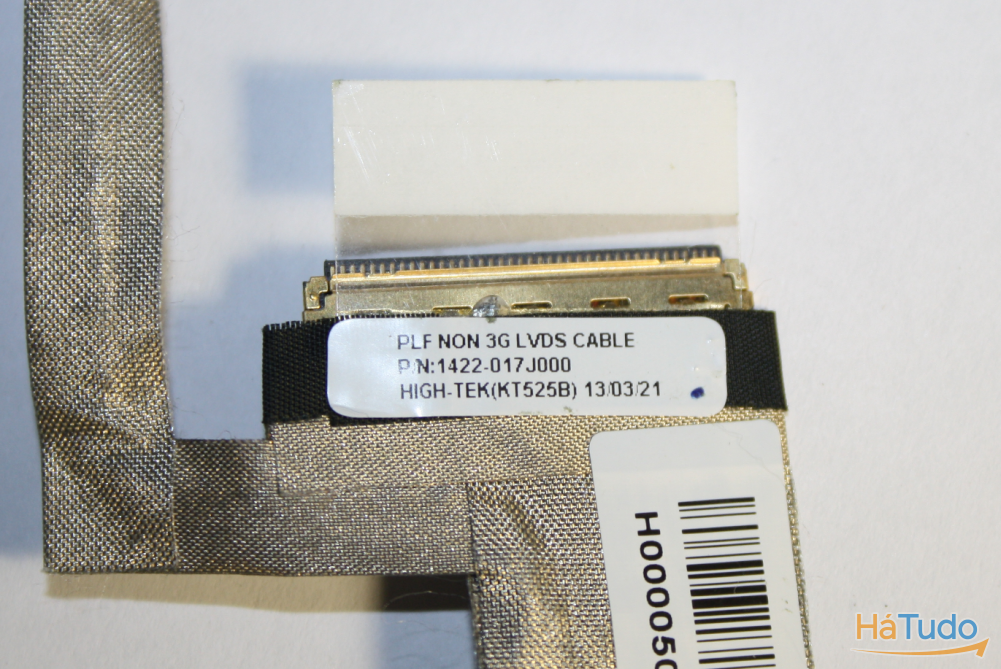 PLF NON 3G LVDS CABLE
P/N:1422-017J000
HIGH-TEK(KT525B) 13/03/21
HáTudo